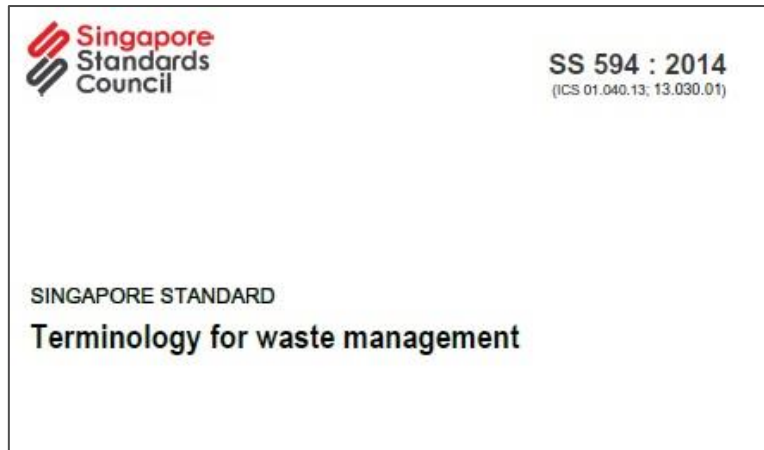 Singapore
Standards
Council
SS 594 : 2014
(ICS 01.040.13; 13.030.01)
SINGAPORE STANDARD
Terminology for waste management